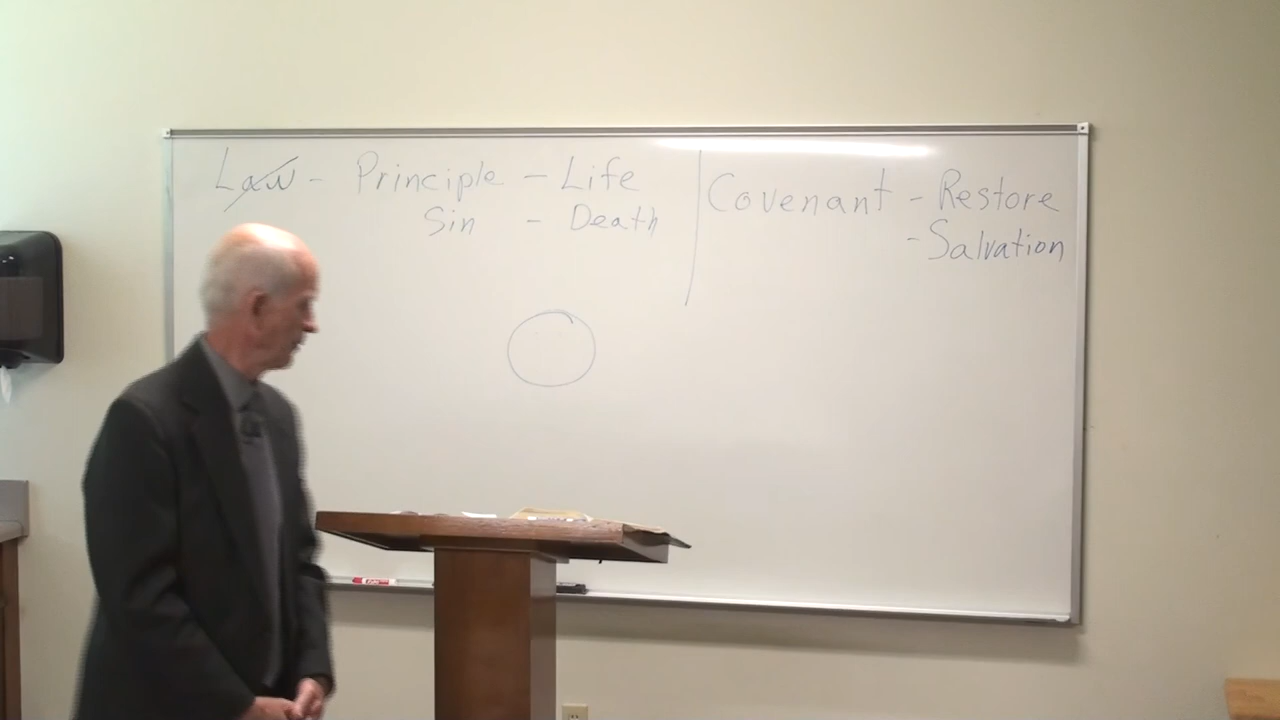 Law - Principle - Life
Sin - Death
Covenant - Restore
- Salvation